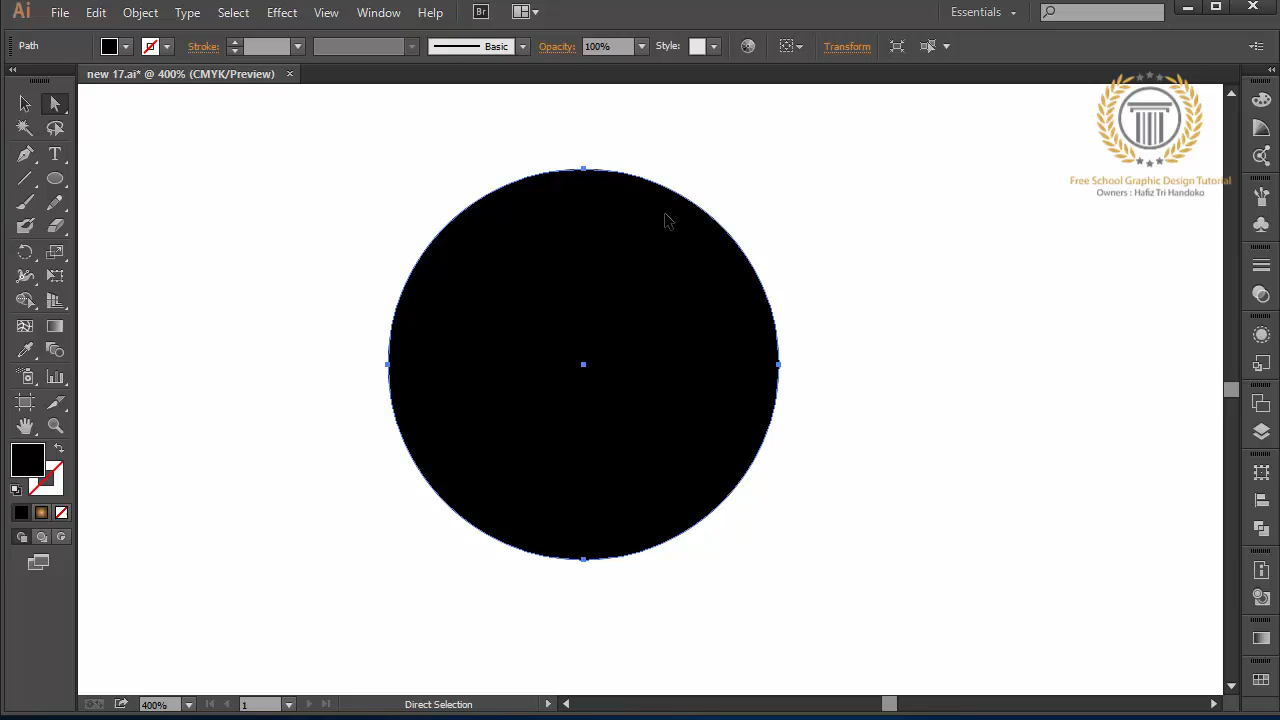 Ai File Edit Object Type Select Effect View Window Help Br Essentials
Path Stroke: Basic Opacity: 100% Style: Transform
new 17.ai* @ 400% (CMYK/Preview)
T
Free School Graphic Design Tutorial
Owners : Hafiz Tri Handoko
400% 1 Direct Selection